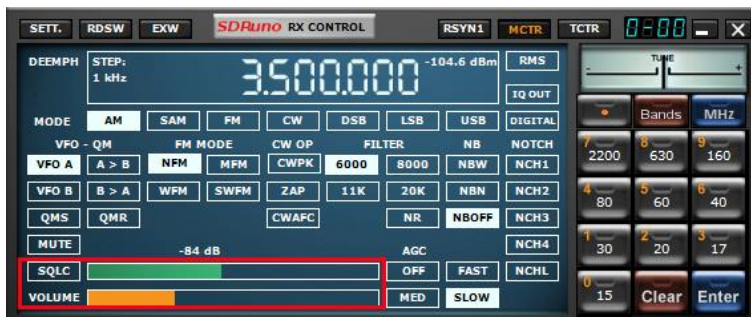 SETT. RDSW EXW SDRuno RX CONTROL RSYN1 MCTR TCTR 0-00 - X
DEEMPH STEP: 1 kHz 3.500.000 -104.6 dBm RMS
IQ OUT
MODE AM SAM FM CW DSB LSB USB DIGITAL
VFO - QM FM MODE CW OP FILTER NB NOTCH
VFO A A > B NFM MFM CWPK 6000 8000 NBW NCH1
VFO B B > A WFM SWFM ZAP 11K 20K NBN NCH2
QMS QMR CWAFC NR NBOFF NCH3
MUTE -84 dB AGC NCH4
SQLC OFF FAST NCHL
VOLUME MED SLOW
- TUNE +
Bands MHz
7 2200 8 630 9 160
4 80 5 60 6 40
1 30 2 20 3 17
0 15 Clear Enter